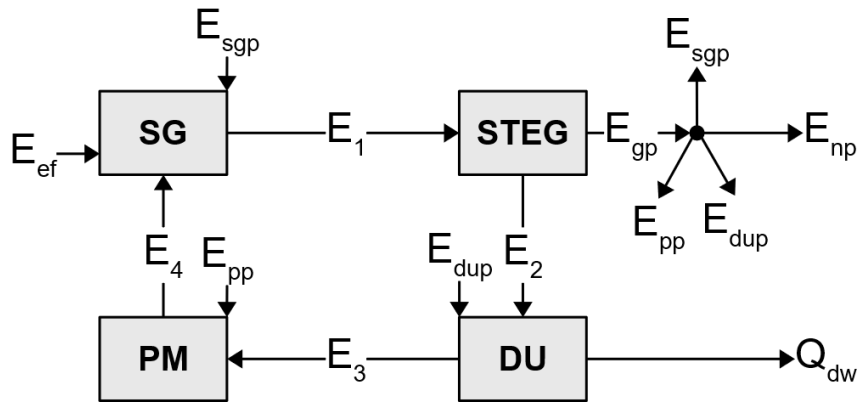 E_sgp
E_sgp
SG
E_1
STEG
E_gp
E_np
E_ef
E_pp
E_dup
E_4
E_pp
E_dup
E_2
PM
E_3
DU
Q_dw